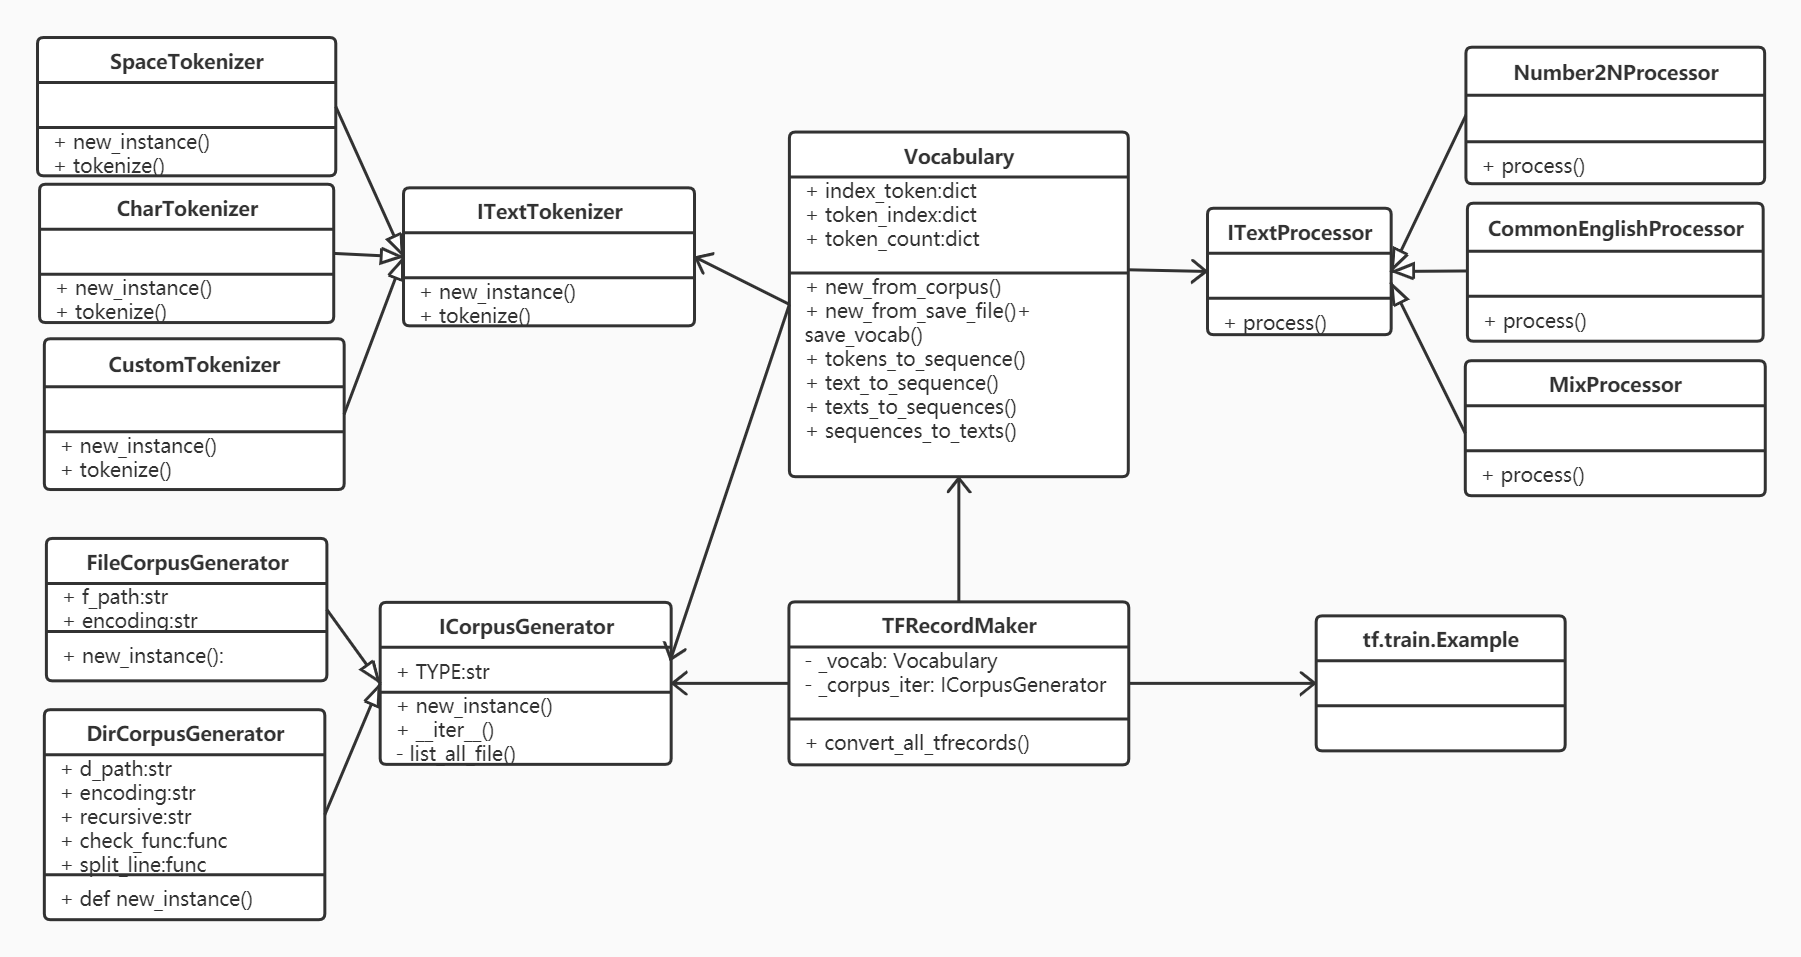 SpaceTokenizer
+ new_instance()
+ tokenize()
CharTokenizer
+ new_instance()
+ tokenize()
CustomTokenizer
+ new_instance()
+ tokenize()
ITextTokenizer
+ new_instance()
+ tokenize()
Vocabulary
+ index_token:dict
+ token_index:dict
+ token_count:dict
+ new_from_corpus()
+ new_from_save_file()+
save_vocab()
+ tokens_to_sequence()
+ text_to_sequence()
+ texts_to_sequences()
+ sequences_to_texts()
ITextProcessor
+ process()
Number2NProcessor
+ process()
CommonEnglishProcessor
+ process()
MixProcessor
+ process()
FileCorpusGenerator
+ f_path:str
+ encoding:str
+ new_instance():
DirCorpusGenerator
+ d_path:str
+ encoding:str
+ recursive:str
+ check_func:func
+ split_line:func
+ def new_instance()
ICorpusGenerator
+ TYPE:str
+ new_instance()
+ __iter__()
- list_all_file()
TFRecordMaker
- _vocab: Vocabulary
- _corpus_iter: ICorpusGenerator
+ convert_all_tfrecords()
tf.train.Example